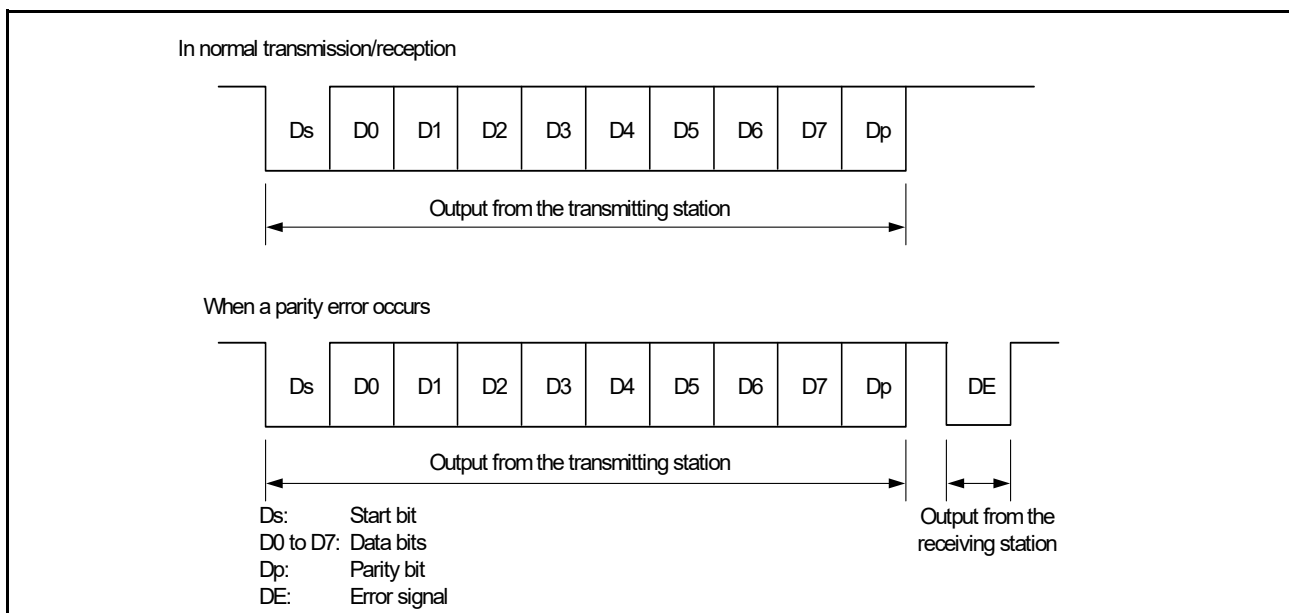 In normal transmission/reception
Ds D0 D1 D2 D3 D4 D5 D6 D7 Dp
Output from the transmitting station
When a parity error occurs
Ds D0 D1 D2 D3 D4 D5 D6 D7 Dp DE
Output from the transmitting station
Output from the
receiving station
Ds: Start bit
D0 to D7: Data bits
Dp: Parity bit
DE: Error signal